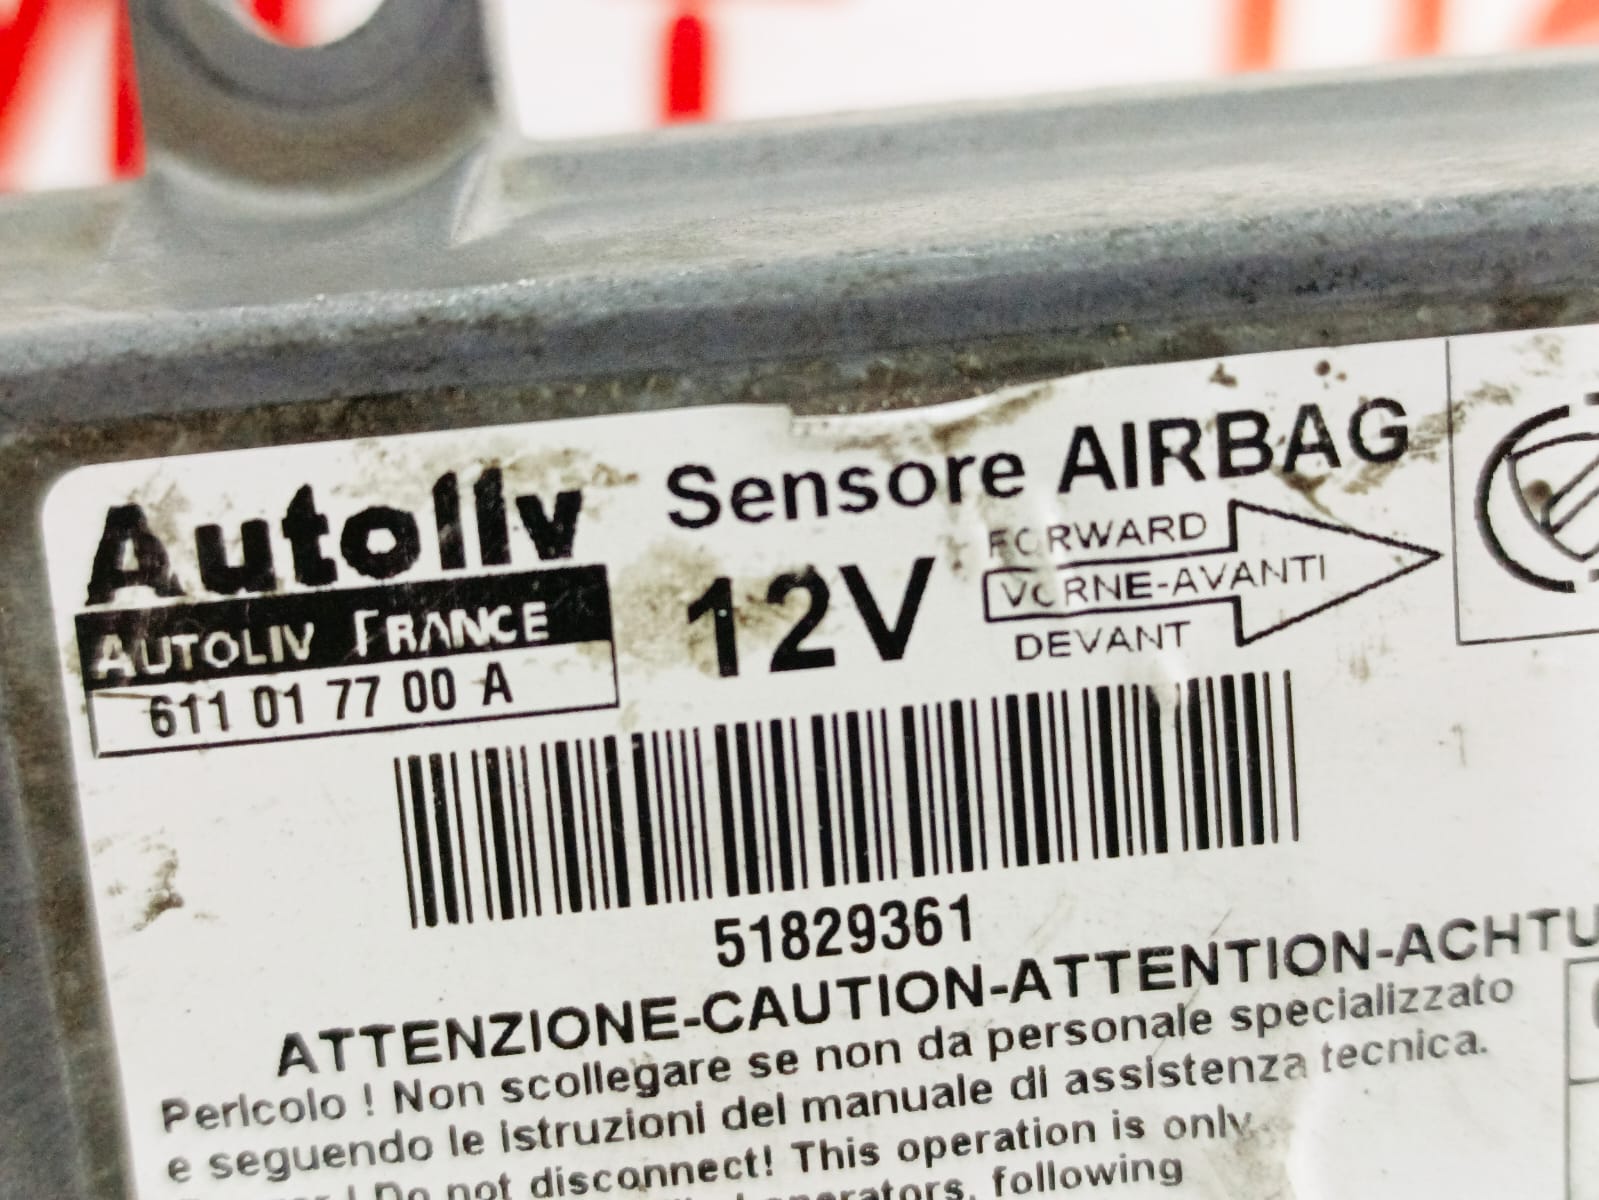 Autoliv Sensore AIRBAG
AUTOLIV FRANCE
611 01 77 00 A
12V
FORWARD
VORNE-AVANTI
DEVANT
51829361
ATTENZIONE-CAUTION-ATTENTION-ACHTU
Pericolo ! Non scollegare se non da personale specializzato
e seguendo le istruzioni del manuale di assistenza tecnica.
! Do not disconnect! This operation is only
operators, following